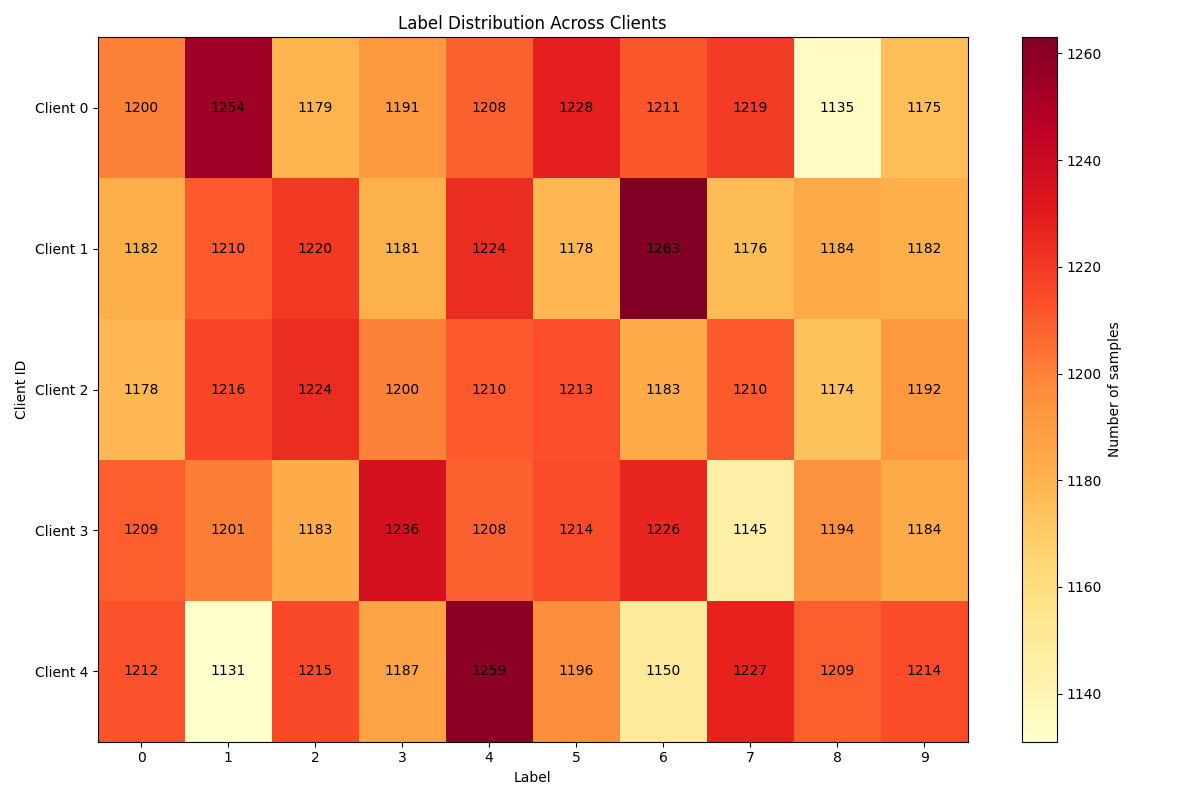 Label Distribution Across Clients
Client 0 1200 1254 1179 1191 1208 1228 1211 1219 1135 1175
Client 1 1182 1210 1220 1181 1224 1178 1263 1176 1184 1182
Client 2 1178 1216 1224 1200 1210 1213 1183 1210 1174 1192
Client 3 1209 1201 1183 1236 1208 1214 1226 1145 1194 1184
Client 4 1212 1131 1215 1187 1259 1196 1150 1227 1209 1214
0 1 2 3 4 5 6 7 8 9
Label
Client ID
1260
1240
1220
1200
1180
1160
1140
Number of samples